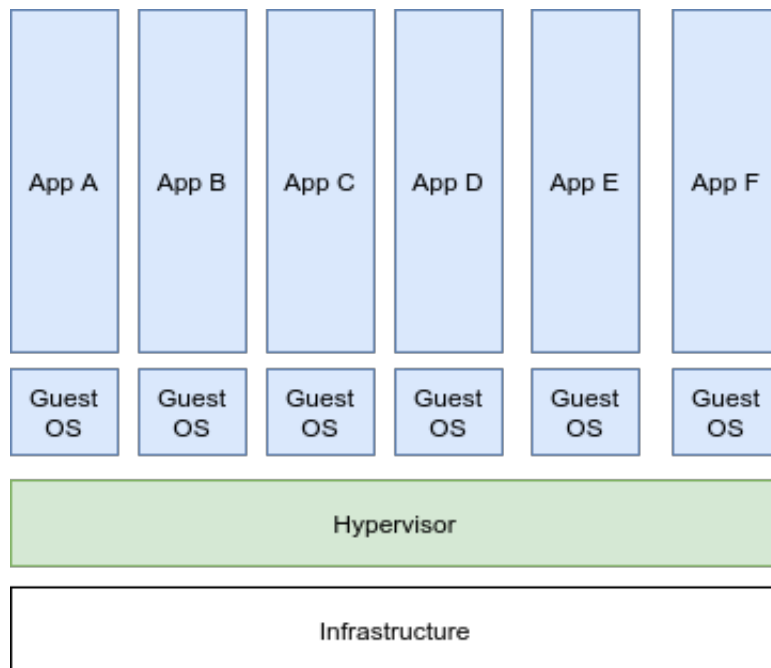 App A
App B
App C
App D
App E
App F
Guest
OS
Guest
OS
Guest
OS
Guest
OS
Guest
OS
Guest
OS
Hypervisor
Infrastructure